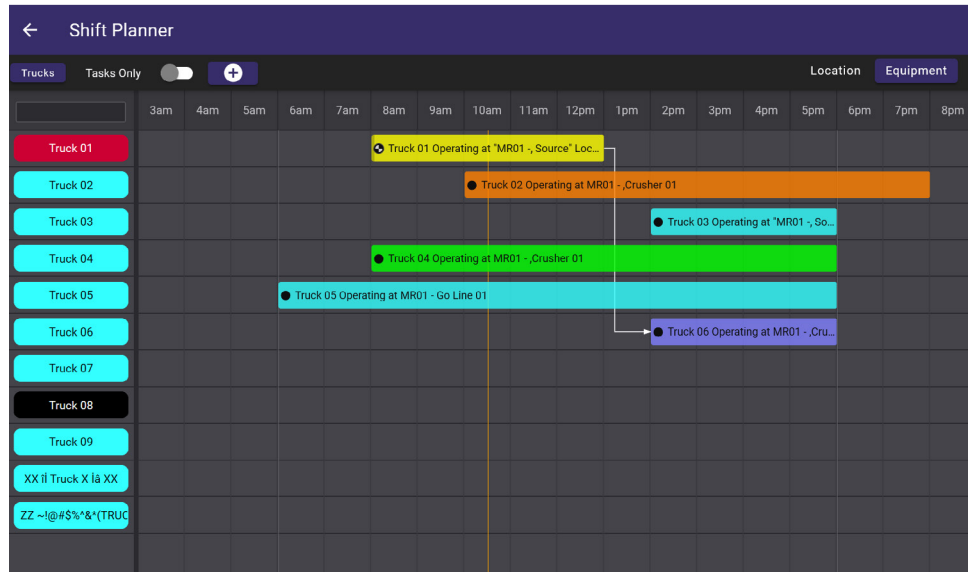 Shift Planner
Trucks Tasks Only Location Equipment
3am 4am 5am 6am 7am 8am 9am 10am 11am 12pm 1pm 2pm 3pm 4pm 5pm 6pm 7pm 8pm
Truck 01 Truck 01 Operating at "MR01 -, Source" Loc...
Truck 02 Truck 02 Operating at MR01 - ,Crusher 01
Truck 03 Truck 03 Operating at "MR01 -, So...
Truck 04 Truck 04 Operating at MR01 - ,Crusher 01
Truck 05 Truck 05 Operating at MR01 - Go Line 01
Truck 06 Truck 06 Operating at MR01 - ,Cru...
Truck 07
Truck 08
Truck 09
XX îÌ Truck X Ìâ XX
ZZ ~!@#$%^&*(TRUC